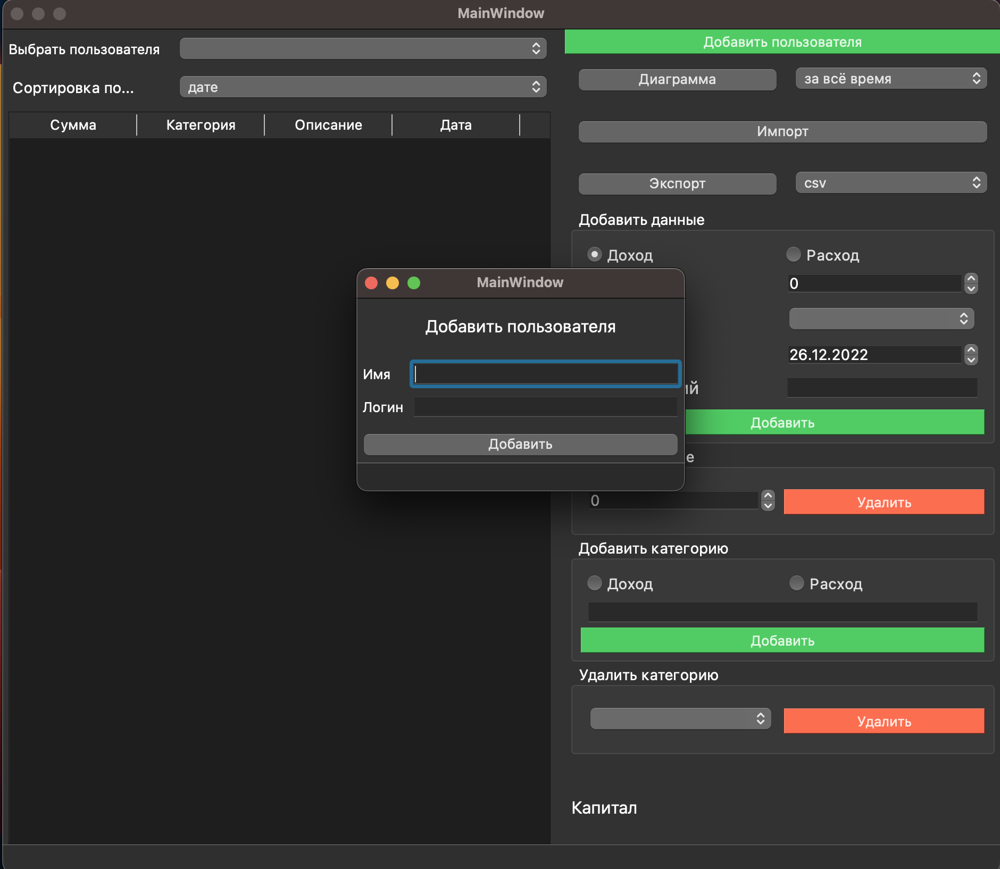 MainWindow
Выбрать пользователя
Добавить пользователя
Сортировка по...
дате
Диаграмма
за всё время
Сумма
Категория
Описание
Дата
Импорт
Экспорт
csv
Добавить данные
Доход
Расход
0
26.12.2022
Добавить
MainWindow
Добавить пользователя
Имя
Логин
Добавить
0
Удалить
Добавить категорию
Доход
Расход
Добавить
Удалить категорию
Удалить
Капитал